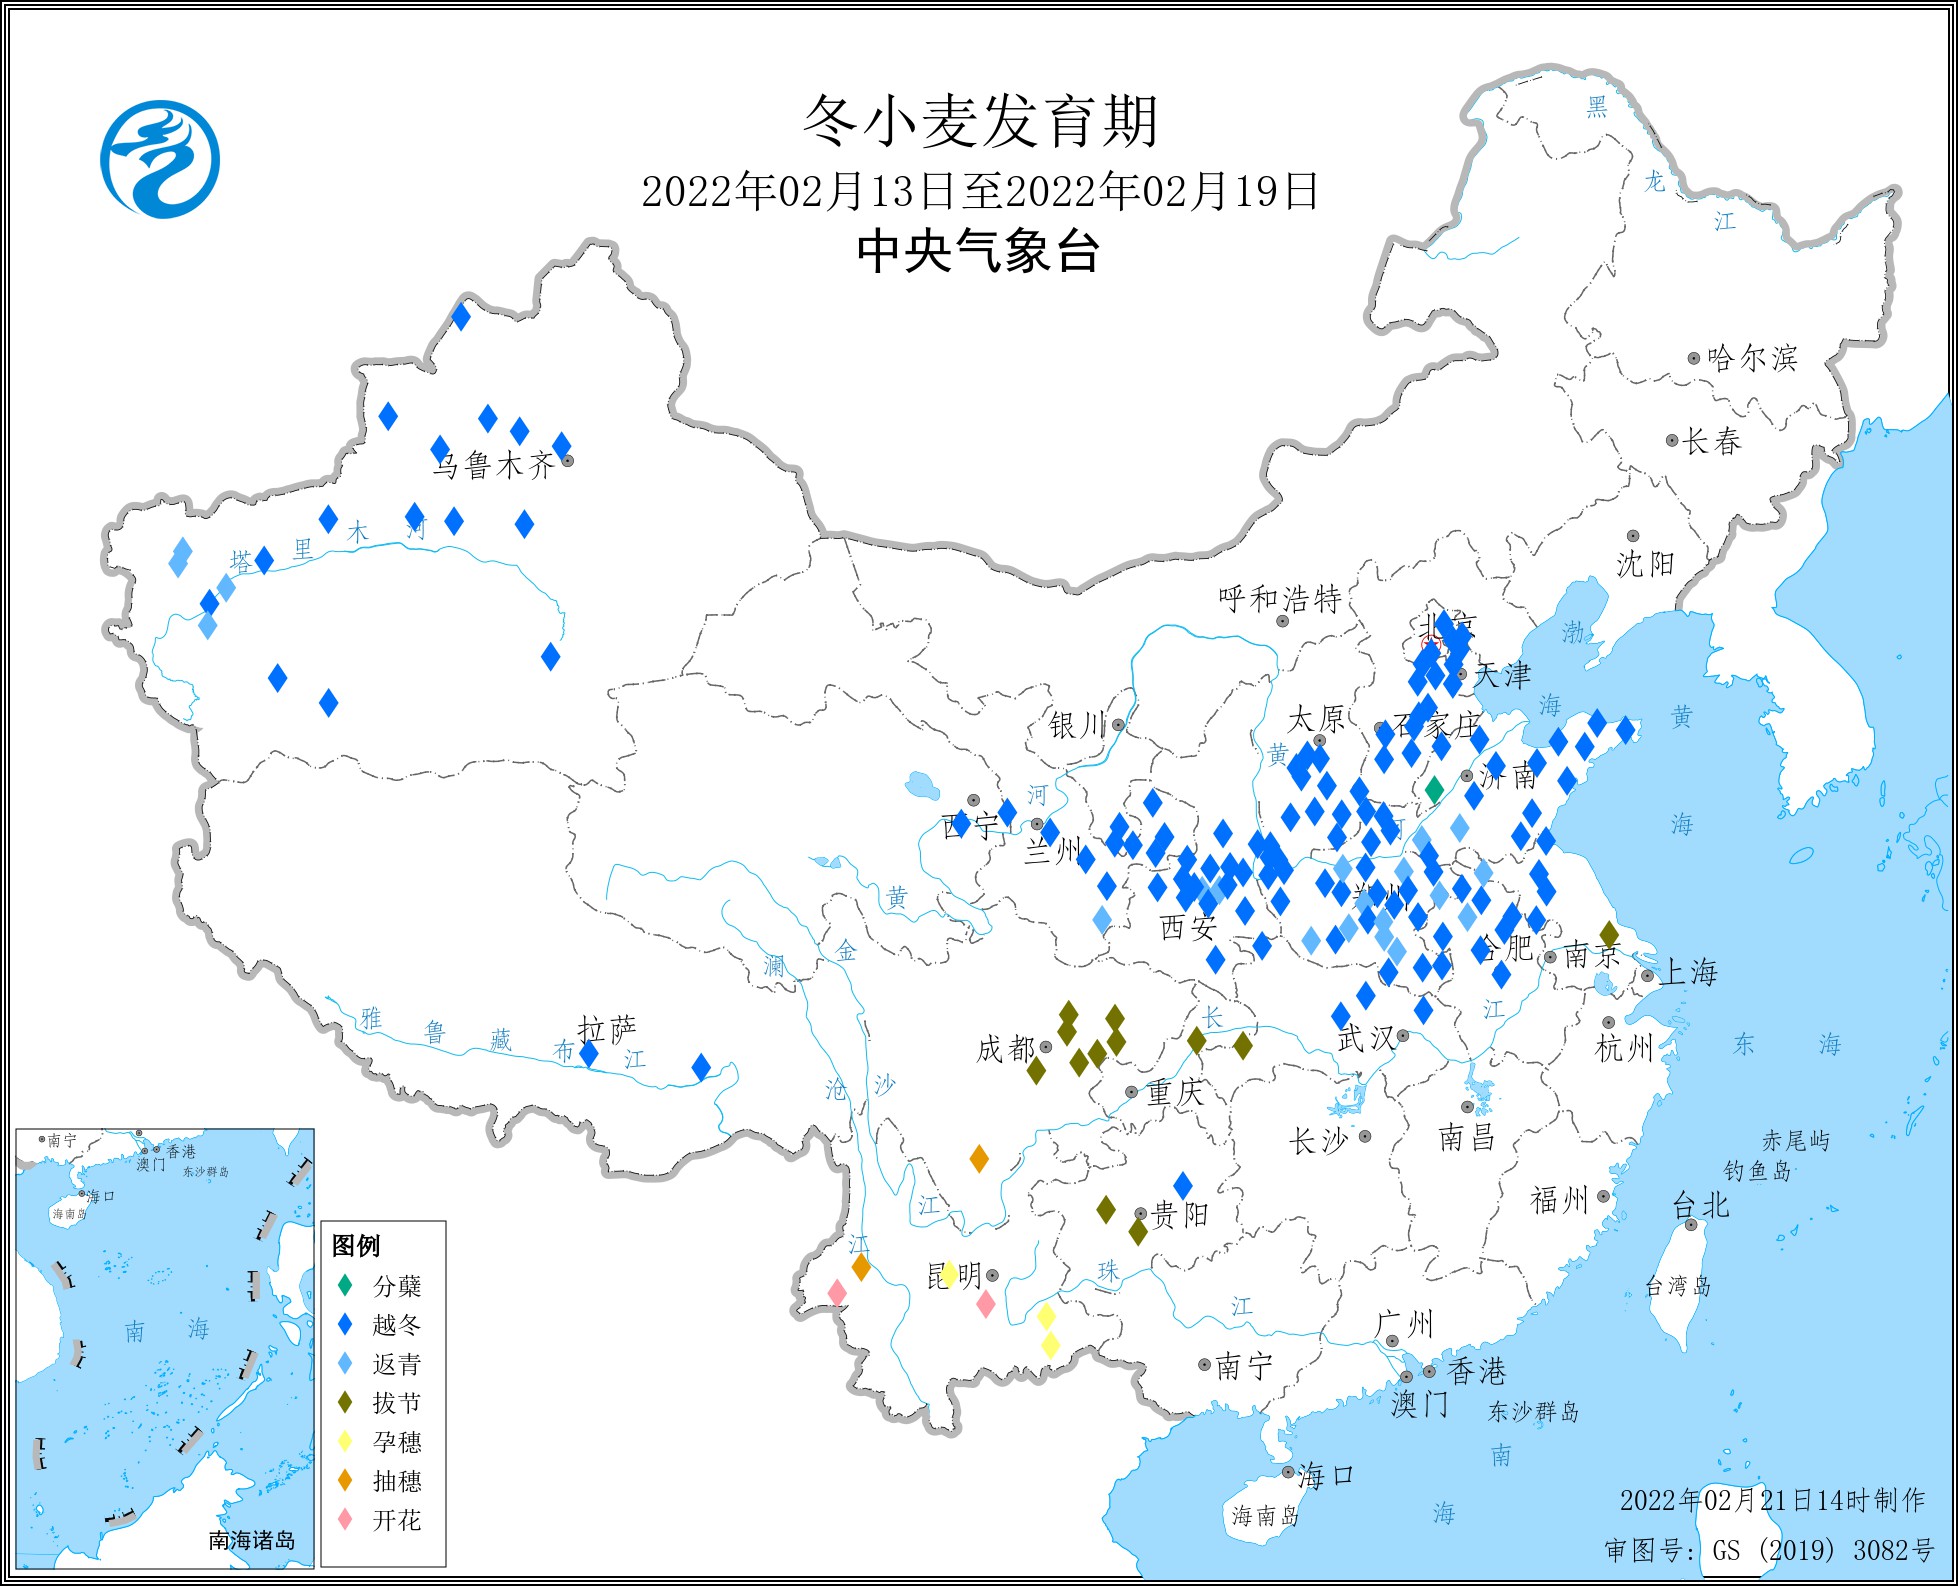 冬小麦发育期
2022年02月13日至2022年02月19日
中央气象台
黑
龙
江
哈尔滨
长春
沈阳
乌鲁木齐
塔
里
木
河
呼和浩特
北京
渤
天津
海
黄
银川
太原
石家庄
黄
济南
河
西宁
兰州
河
海
黄
郑州
西安
金
澜
合肥
南京
上海
雅
鲁
藏
布
江
拉萨
长
江
成都
武汉
杭州
东
海
沧
沙
重庆
长沙
南昌
赤尾屿
钓鱼岛
江
贵阳
福州
台北
江
昆明
珠
江
台湾岛
广州
南宁
香港
澳门
东沙群岛
南
海口
海南岛
海
南宁
香港
澳门
东沙群岛
海口
海南岛
南
海
南海诸岛
图例
分蘖
越冬
返青
拔节
孕穗
抽穗
开花
2022年02月21日14时制作
审图号: GS (2019) 3082号